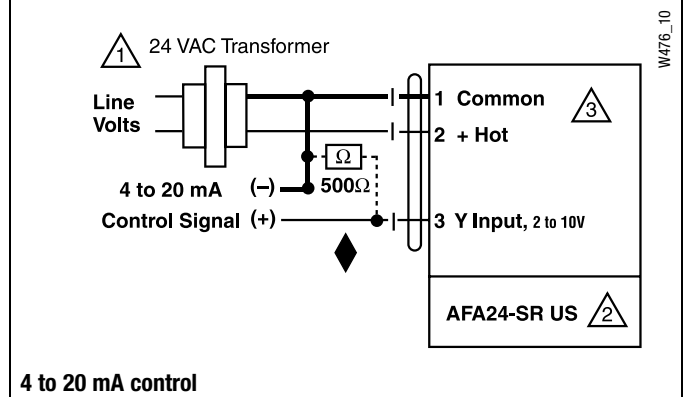 W476_10
1 24 VAC Transformer
Line
Volts
1 Common
3
2 + Hot
Ω
4 to 20 mA (–) 500Ω
Control Signal (+)
3 Y Input, 2 to 10V
AFA24-SR US 2
4 to 20 mA control